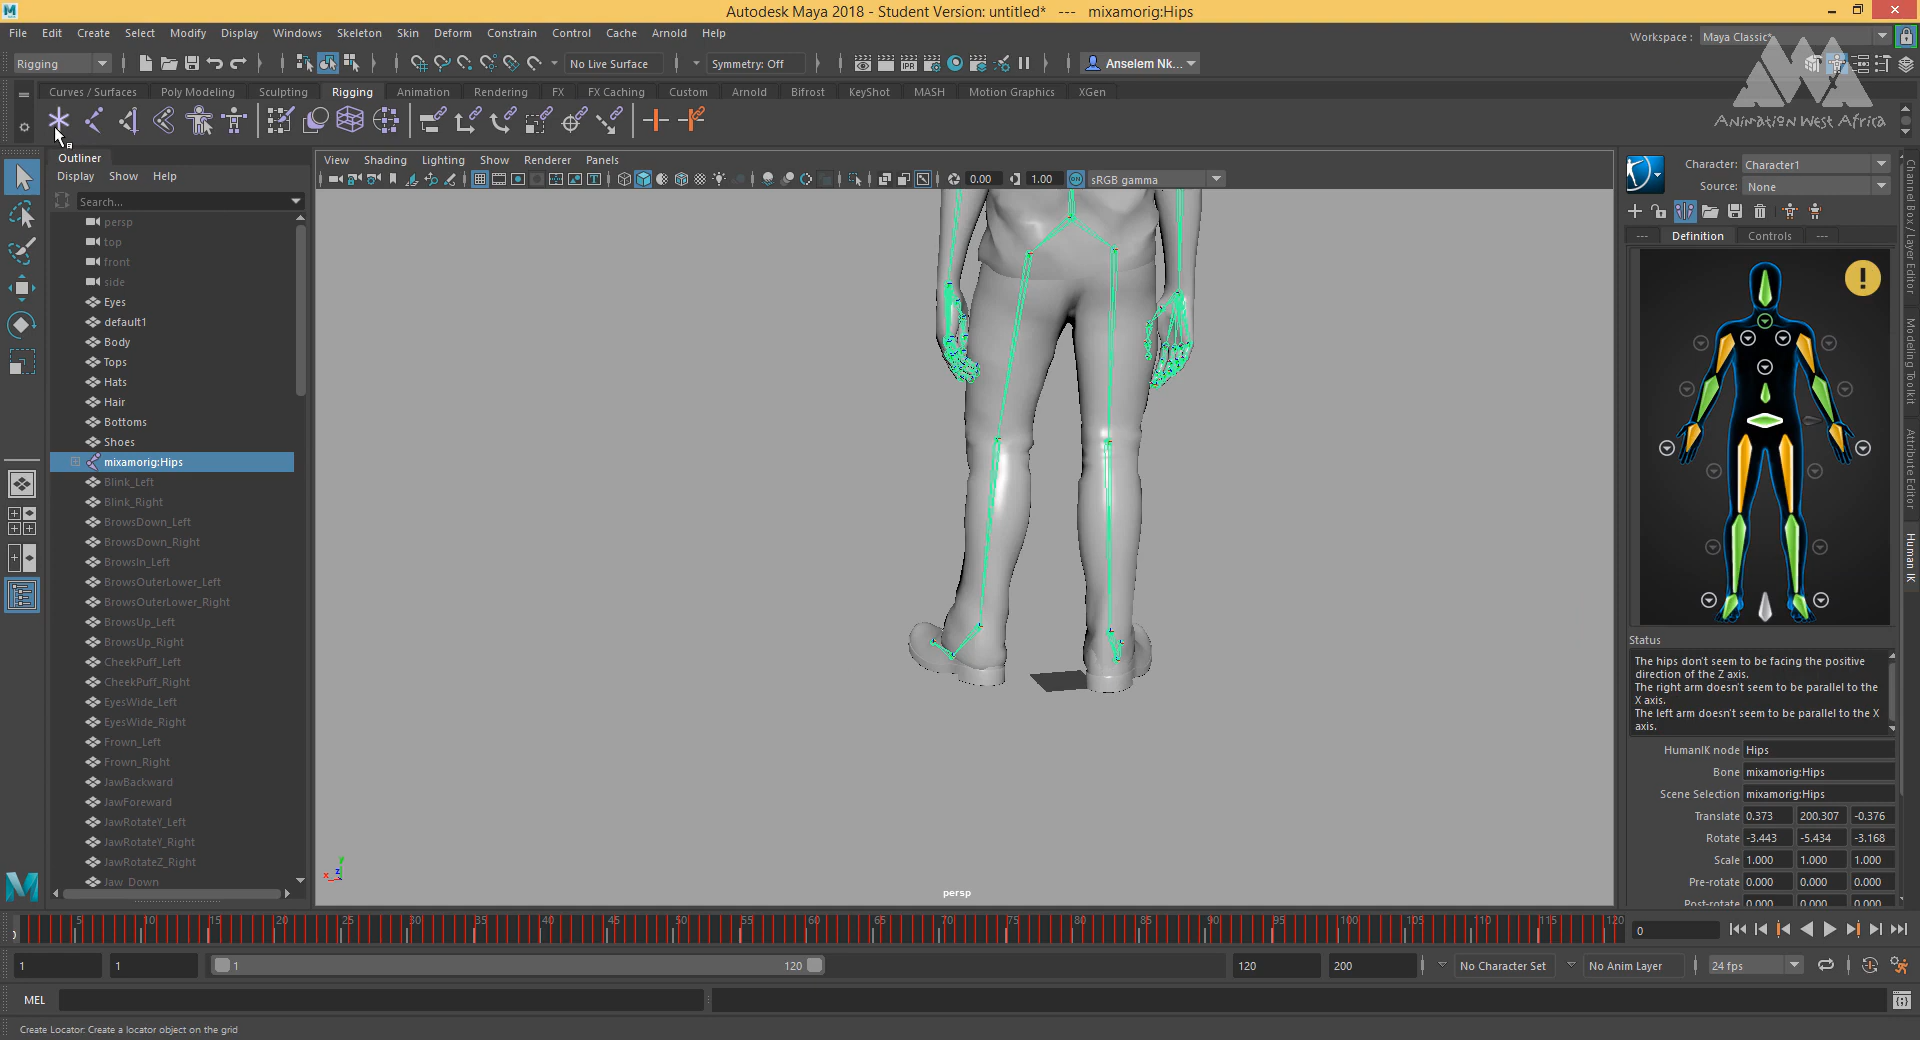 Autodesk Maya 2018 - Student Version: untitled*   ---   mixamorig:Hips
File Edit Create Select Modify Display Windows Skeleton Skin Deform Constrain Control Cache Arnold Help
Workspace : Maya Classic*
Rigging
No Live Surface
Symmetry: Off
Anselem Nk...
Curves / Surfaces Poly Modeling Sculpting Rigging Animation Rendering FX FX Caching Custom Arnold Bifrost KeyShot MASH Motion Graphics XGen
Animation West Africa
Outliner
Display Show Help
Search...
persp
top
front
side
Eyes
default1
Body
Tops
Hats
Hair
Bottoms
Shoes
mixamorig:Hips
Blink_Left
Blink_Right
BrowsDown_Left
BrowsDown_Right
BrowsIn_Left
BrowsOuterLower_Left
BrowsOuterLower_Right
BrowsUp_Left
BrowsUp_Right
CheekPuff_Left
CheekPuff_Right
EyesWide_Left
EyesWide_Right
Frown_Left
Frown_Right
JawBackward
JawForeward
JawRotateY_Left
JawRotateY_Right
JawRotateZ_Right
Jaw_Down
View Shading Lighting Show Renderer Panels
IPR
0.00 1.00 ON sRGB gamma
y
x z
persp
Character: Character1
Source: None
--- Definition Controls ---
!
Status
The hips don't seem to be facing the positive
direction of the Z axis.
The right arm doesn't seem to be parallel to the
X axis.
The left arm doesn't seem to be parallel to the X
axis.
HumanIK node Hips
Bone mixamorig:Hips
Scene Selection mixamorig:Hips
Translate 0.373 200.307 -0.376
Rotate -3.443 -5.434 -3.168
Scale 1.000 1.000 1.000
Pre-rotate 0.000 0.000 0.000
Post-rotate 0.000 0.000 0.000
Channel Box / Layer Editor
Modeling Toolkit
Attribute Editor
Human IK
5 10 15 20 25 30 35 40 45 50 55 60 65 70 75 80 85 90 95 100 105 110 115 120
0
1 1 1 120 120 200 No Character Set No Anim Layer 24 fps
MEL
Create Locator: Create a locator object on the grid